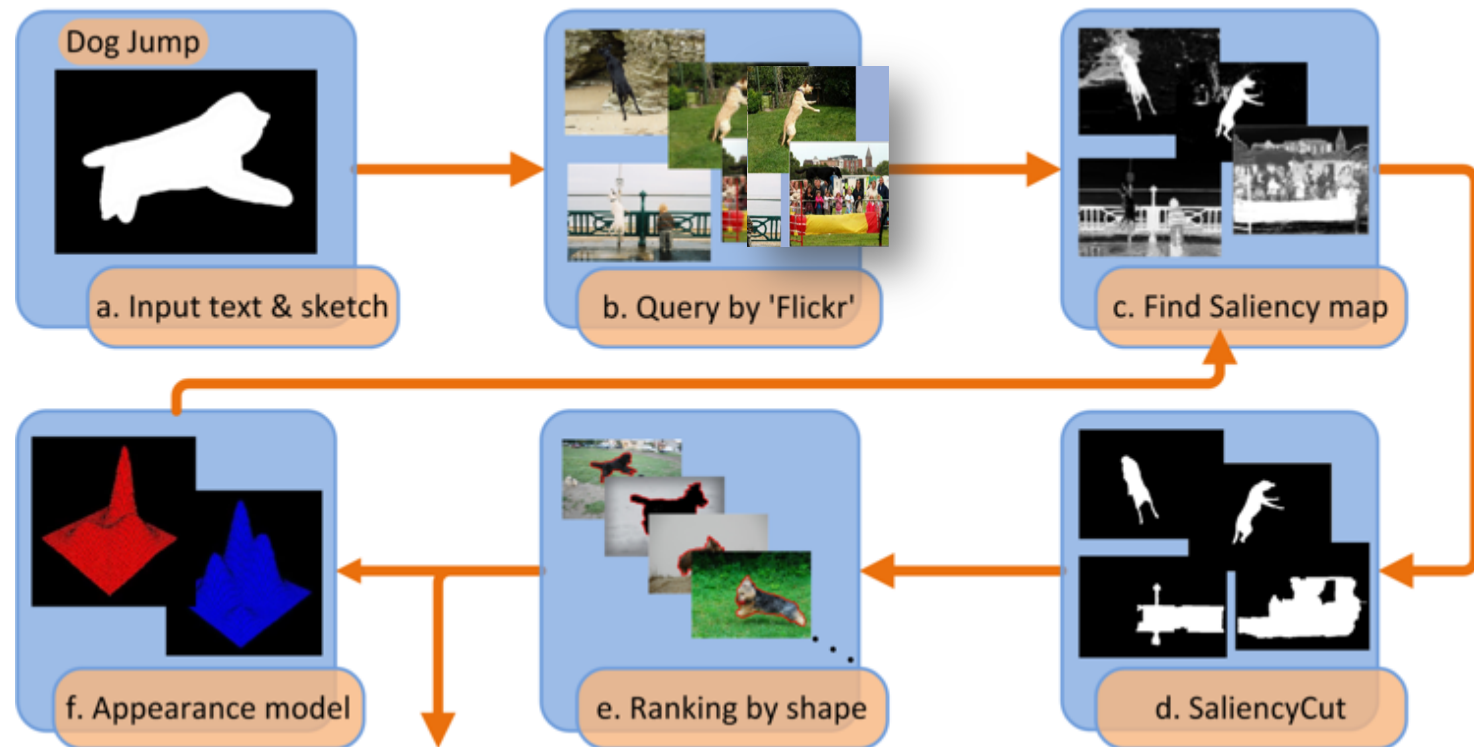 Dog Jump
a. Input text & sketch
b. Query by 'Flickr'
c. Find Saliency map
f. Appearance model
e. Ranking by shape
d. SaliencyCut